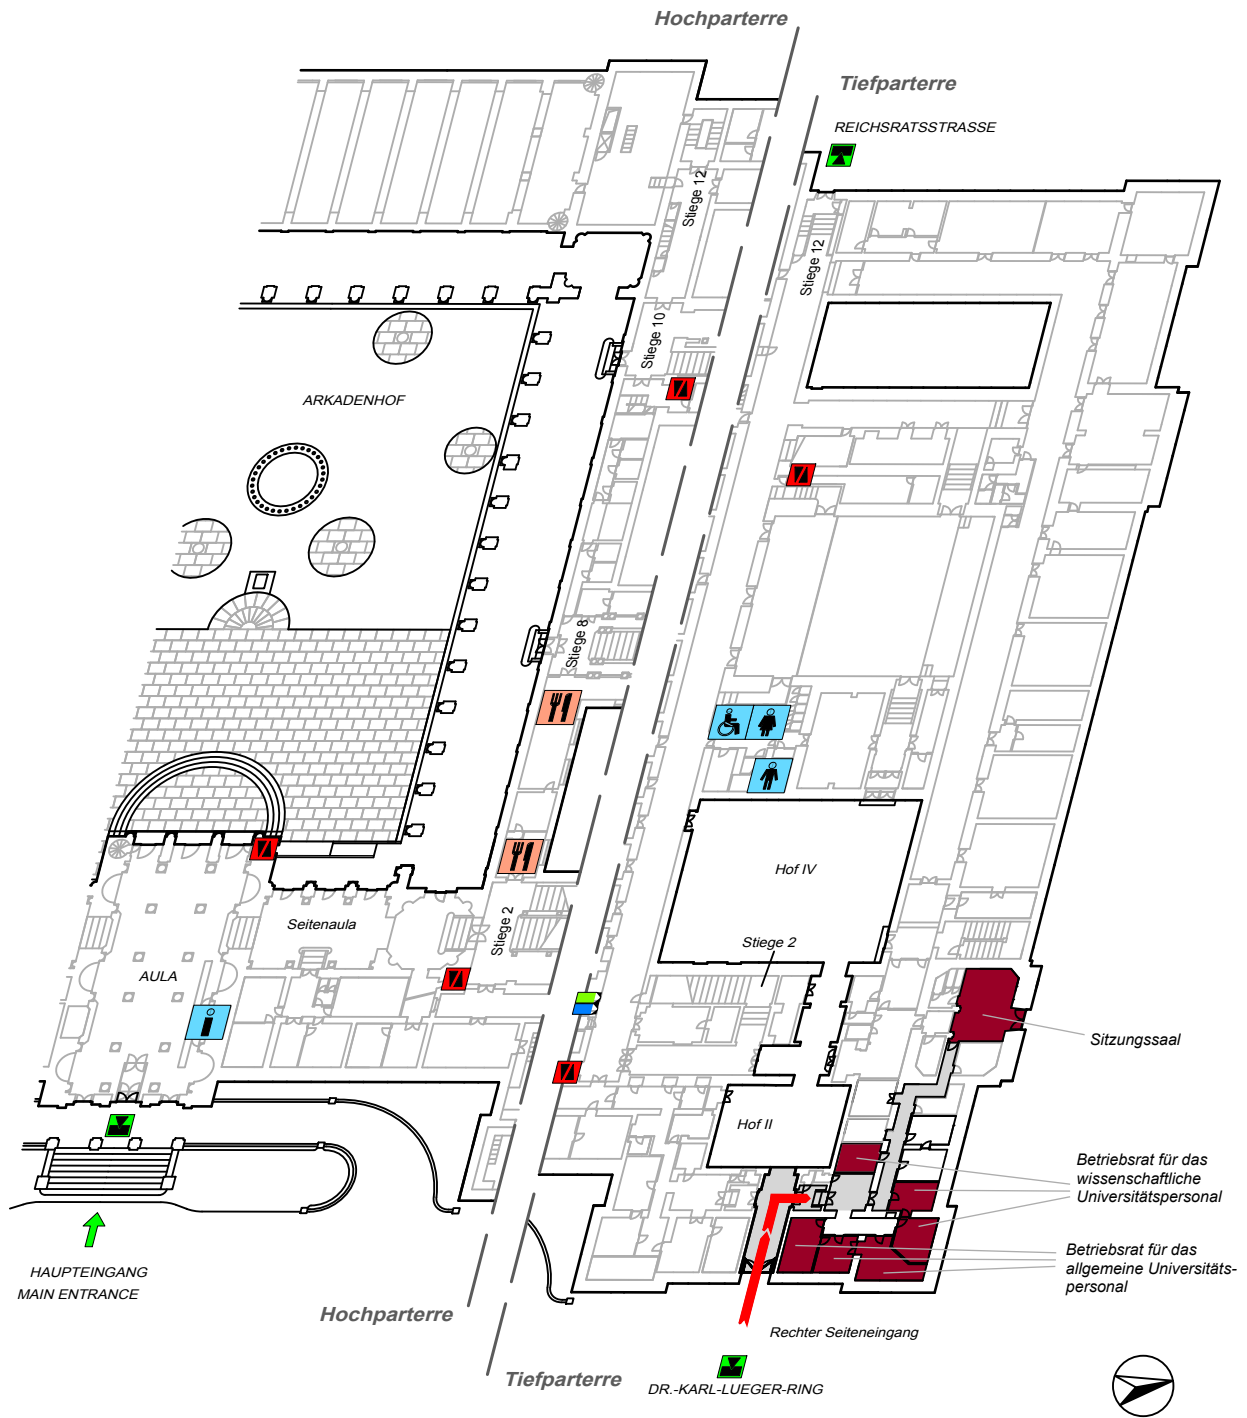 Hochparterre
Tiefparterre
REICHSRATSSTRASSE
Stiege 12
Stiege 12
Stiege 10
ARKADENHOF
Stiege 8
Hof IV
Seitenaula
Stiege 2
Stiege 2
AULA
Sitzungssaal
Hof II
Betriebsrat für das
wissenschaftliche
Universitätspersonal
Betriebsrat für das
allgemeine Universitäts-
personal
HAUPTEINGANG
MAIN ENTRANCE
Hochparterre
Rechter Seiteneingang
Tiefparterre
DR.-KARL-LUEGER-RING